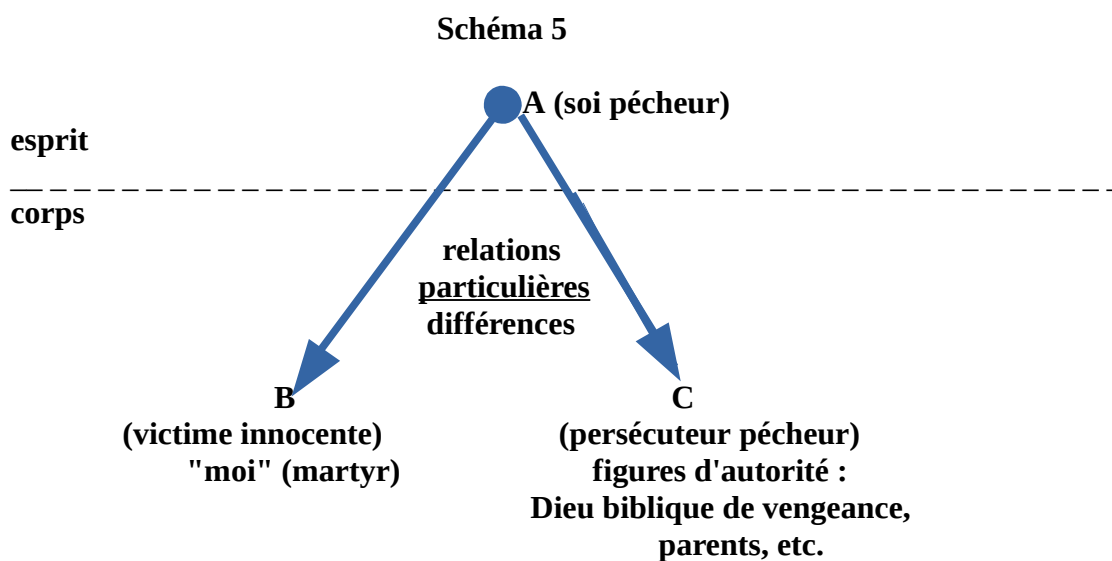 Schéma 5
A (soi pécheur)
esprit
corps
relations
particulières
différences
B
(victime innocente)
"moi" (martyr)
C
(persécuteur pécheur)
figures d'autorité :
Dieu biblique de vengeance,
parents, etc.